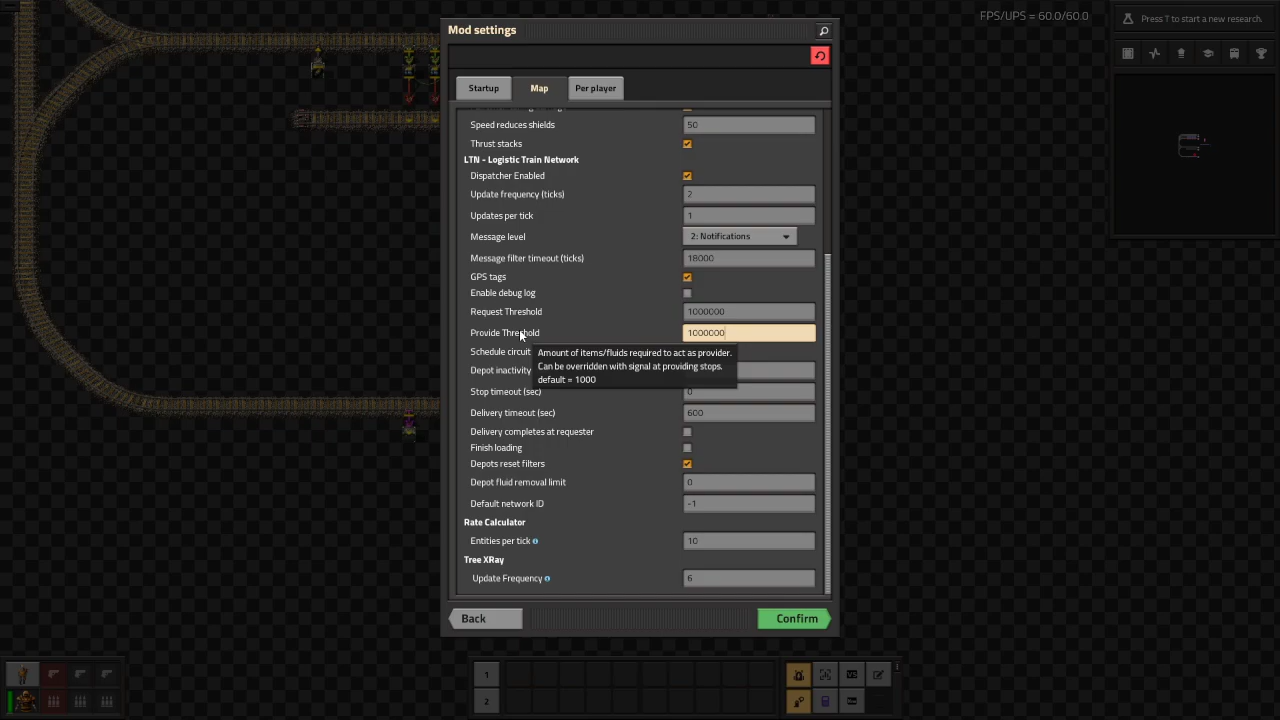 FPS/UPS = 60.0/60.0
Press T to start a new research.
Mod settings
Startup
Map
Per player
Speed reduces shields 50
Thrust stacks
LTN - Logistic Train Network
Dispatcher Enabled
Update frequency (ticks) 2
Updates per tick 1
Message level 2: Notifications
Message filter timeout (ticks) 18000
GPS tags
Enable debug log
Request Threshold 1000000
Provide Threshold 1000000
Schedule circuit
Amount of items/fluids required to act as provider.
Can be overridden with signal at providing stops.
default = 1000
Depot inactivity
Stop timeout (sec) 0
Delivery timeout (sec) 600
Delivery completes at requester
Finish loading
Depots reset filters
Depot fluid removal limit 0
Default network ID -1
Rate Calculator
Entities per tick 10
Tree XRay
Update Frequency 6
Back
Confirm
1
2